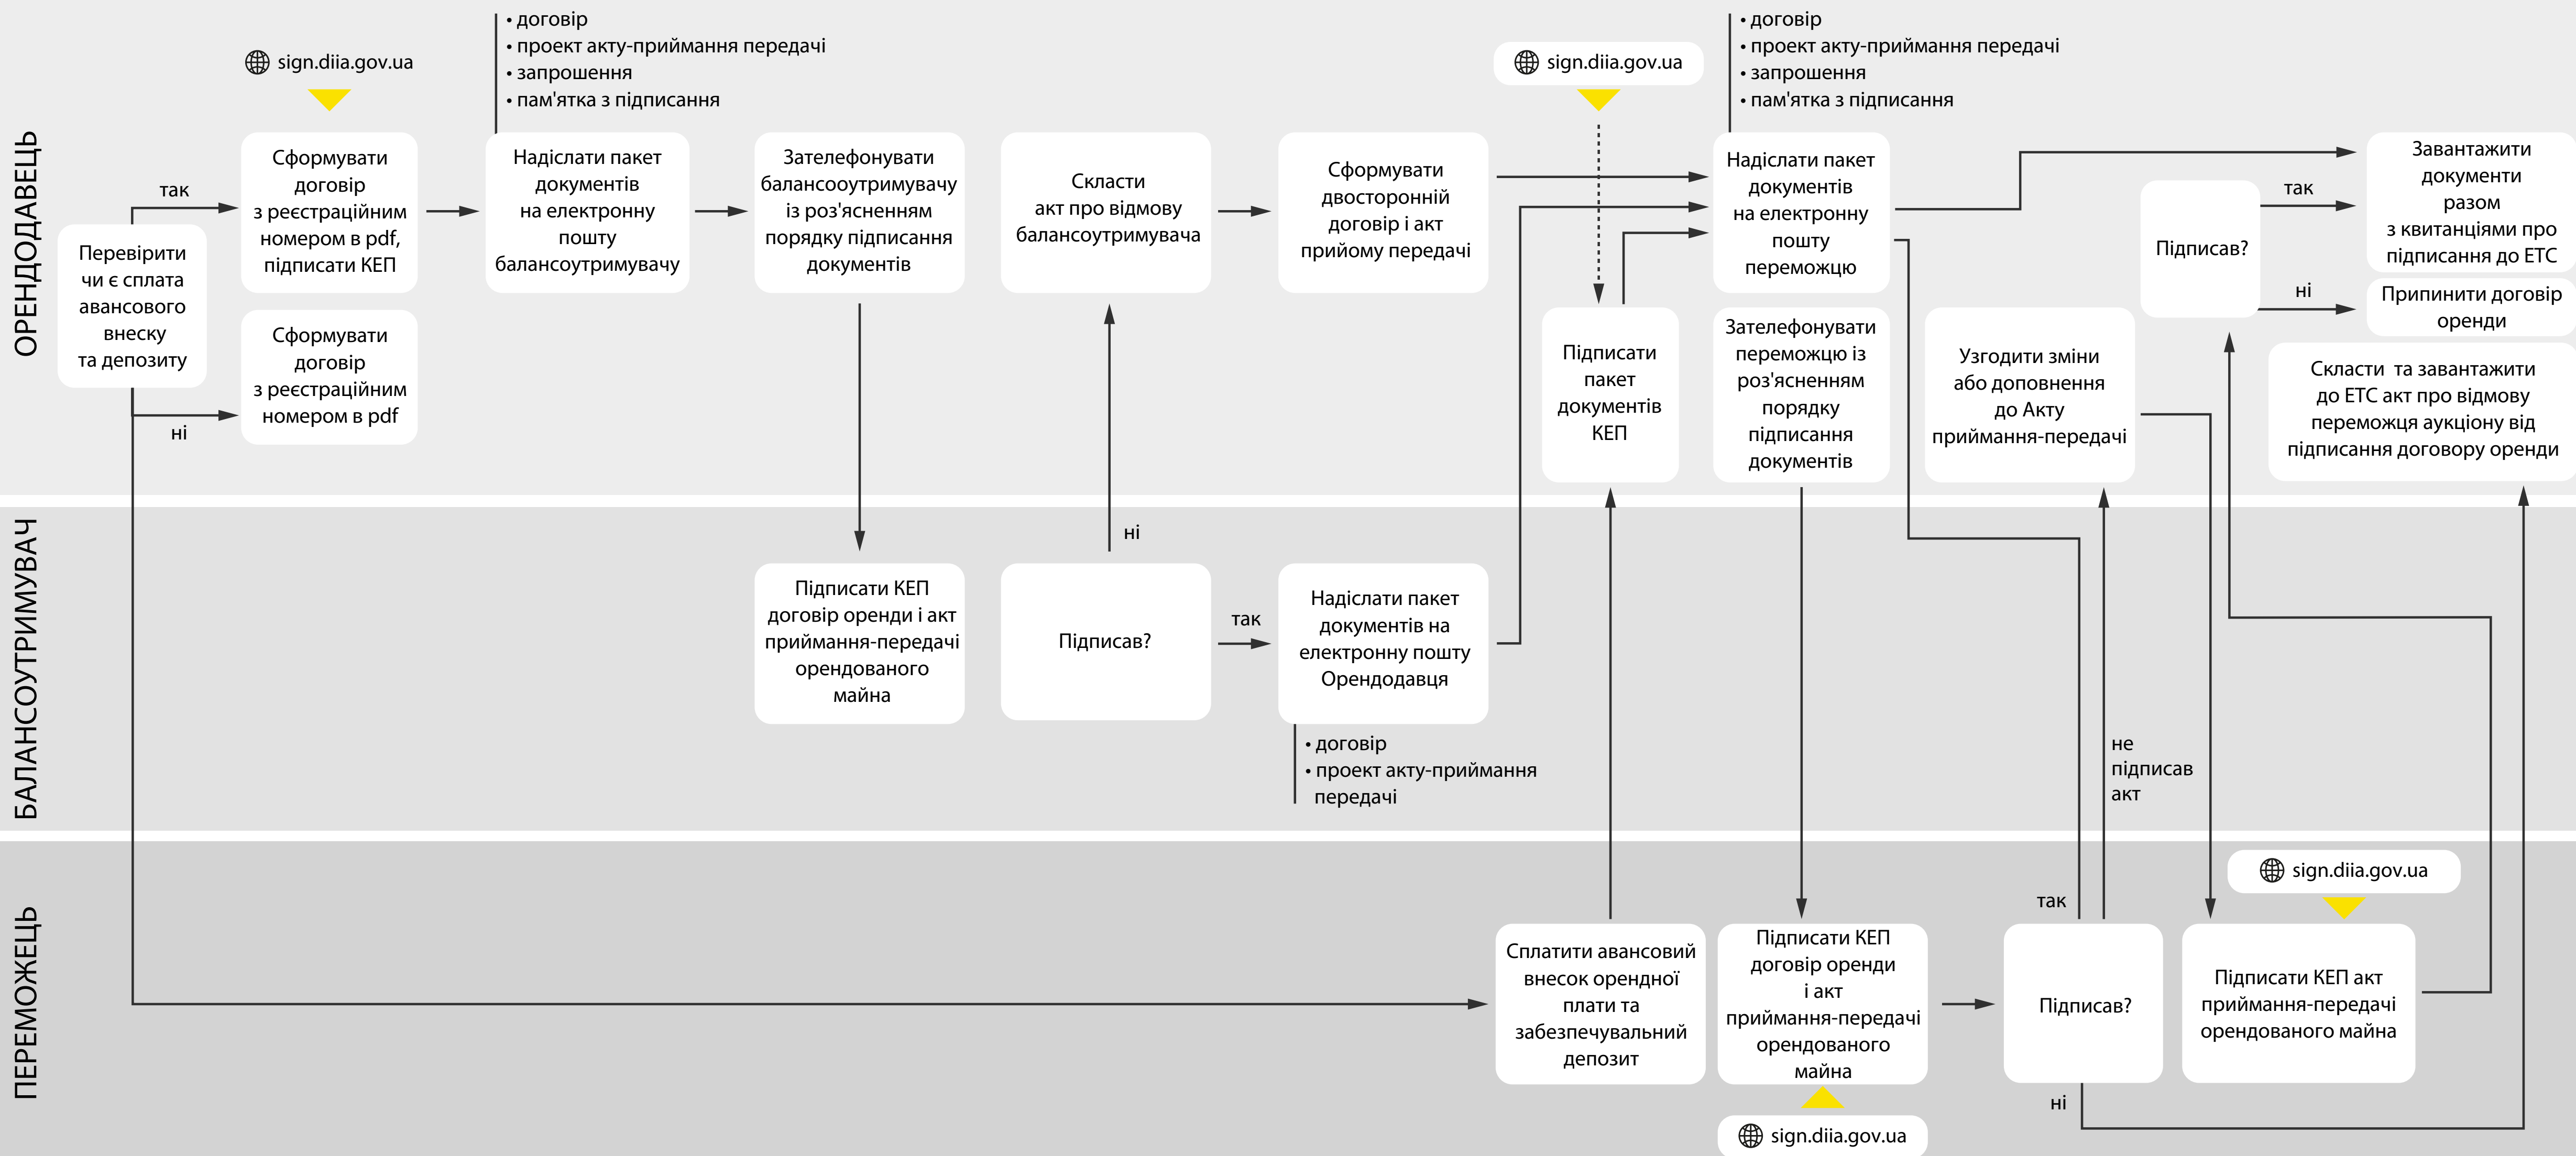 ОРЕНДОДАВЕЦЬ
Перевірити
чи є сплата
авансового
внеску
та депозиту
так
ні
sign.diia.gov.ua
Сформувати
договір
з реєстраційним
номером в pdf,
підписати КЕП
Сформувати
договір
з реєстраційним
номером в pdf
• договір
• проект акту-приймання передачі
• запрошення
• пам'ятка з підписання
Надіслати пакет
документів
на електронну
пошту
балансоутримувачу
Зателефонувати
балансооутримувачу
із роз'ясненням
порядку підписання
документів
Скласти
акт про відмову
балансоутримувача
Сформувати
двосторонній
договір і акт
прийому передачі
sign.diia.gov.ua
Підписати
пакет
документів
КЕП
• договір
• проект акту-приймання передачі
• запрошення
• пам'ятка з підписання
Надіслати пакет
документів
на електронну
пошту
переможцю
Зателефонувати
переможцю із
роз'ясненням
порядку
підписання
документів
Узгодити зміни
або доповнення
до Акту
приймання-передачі
Підписав?
так
ні
Завантажити
документи
разом
з квитанціями про
підписання до ЕТС
Припинити договір
оренди
Скласти та завантажити
до ЕТС акт про відмову
переможця аукціону від
підписання договору оренди
БАЛАНСОУТРИМУВАЧ
Підписати КЕП
договір оренди і акт
приймання-передачі
орендованого
майна
ні
Підписав?
так
Надіслати пакет
документів на
електронну пошту
Орендодавця
• договір
• проект акту-приймання
передачі
не
підписав
акт
ПЕРЕМОЖЕЦЬ
Сплатити авансовий
внесок орендної
плати та
забезпечувальний
депозит
Підписати КЕП
договір оренди
і акт
приймання-передачі
орендованого
майна
sign.diia.gov.ua
так
Підписав?
ні
sign.diia.gov.ua
Підписати КЕП акт
приймання-передачі
орендованого майна